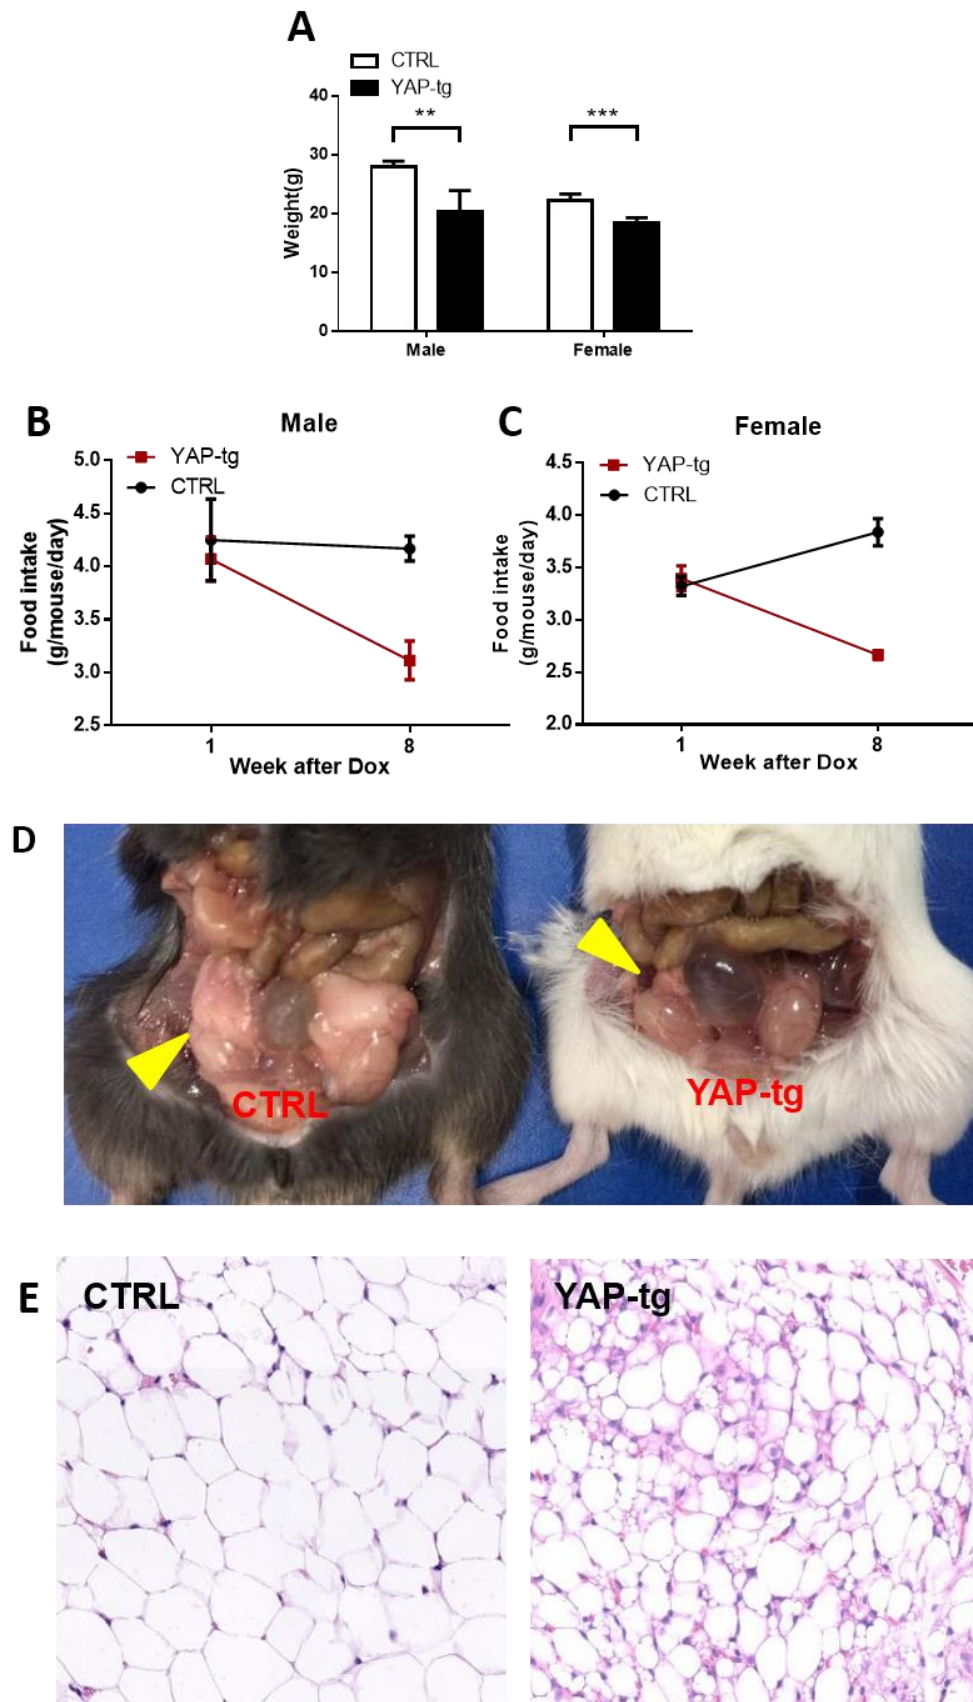 A
CTRL
YAP-tg
40
30
20
10
0
Weight(g)
**
***
Male
Female
B
Male
YAP-tg
CTRL
5.0
4.5
4.0
3.5
3.0
2.5
Food intake
(g/mouse/day)
1
8
Week after Dox
C
Female
YAP-tg
CTRL
4.5
4.0
3.5
3.0
2.5
2.0
Food intake
(g/mouse/day)
1
8
Week after Dox
D
CTRL
YAP-tg
E
CTRL
YAP-tg